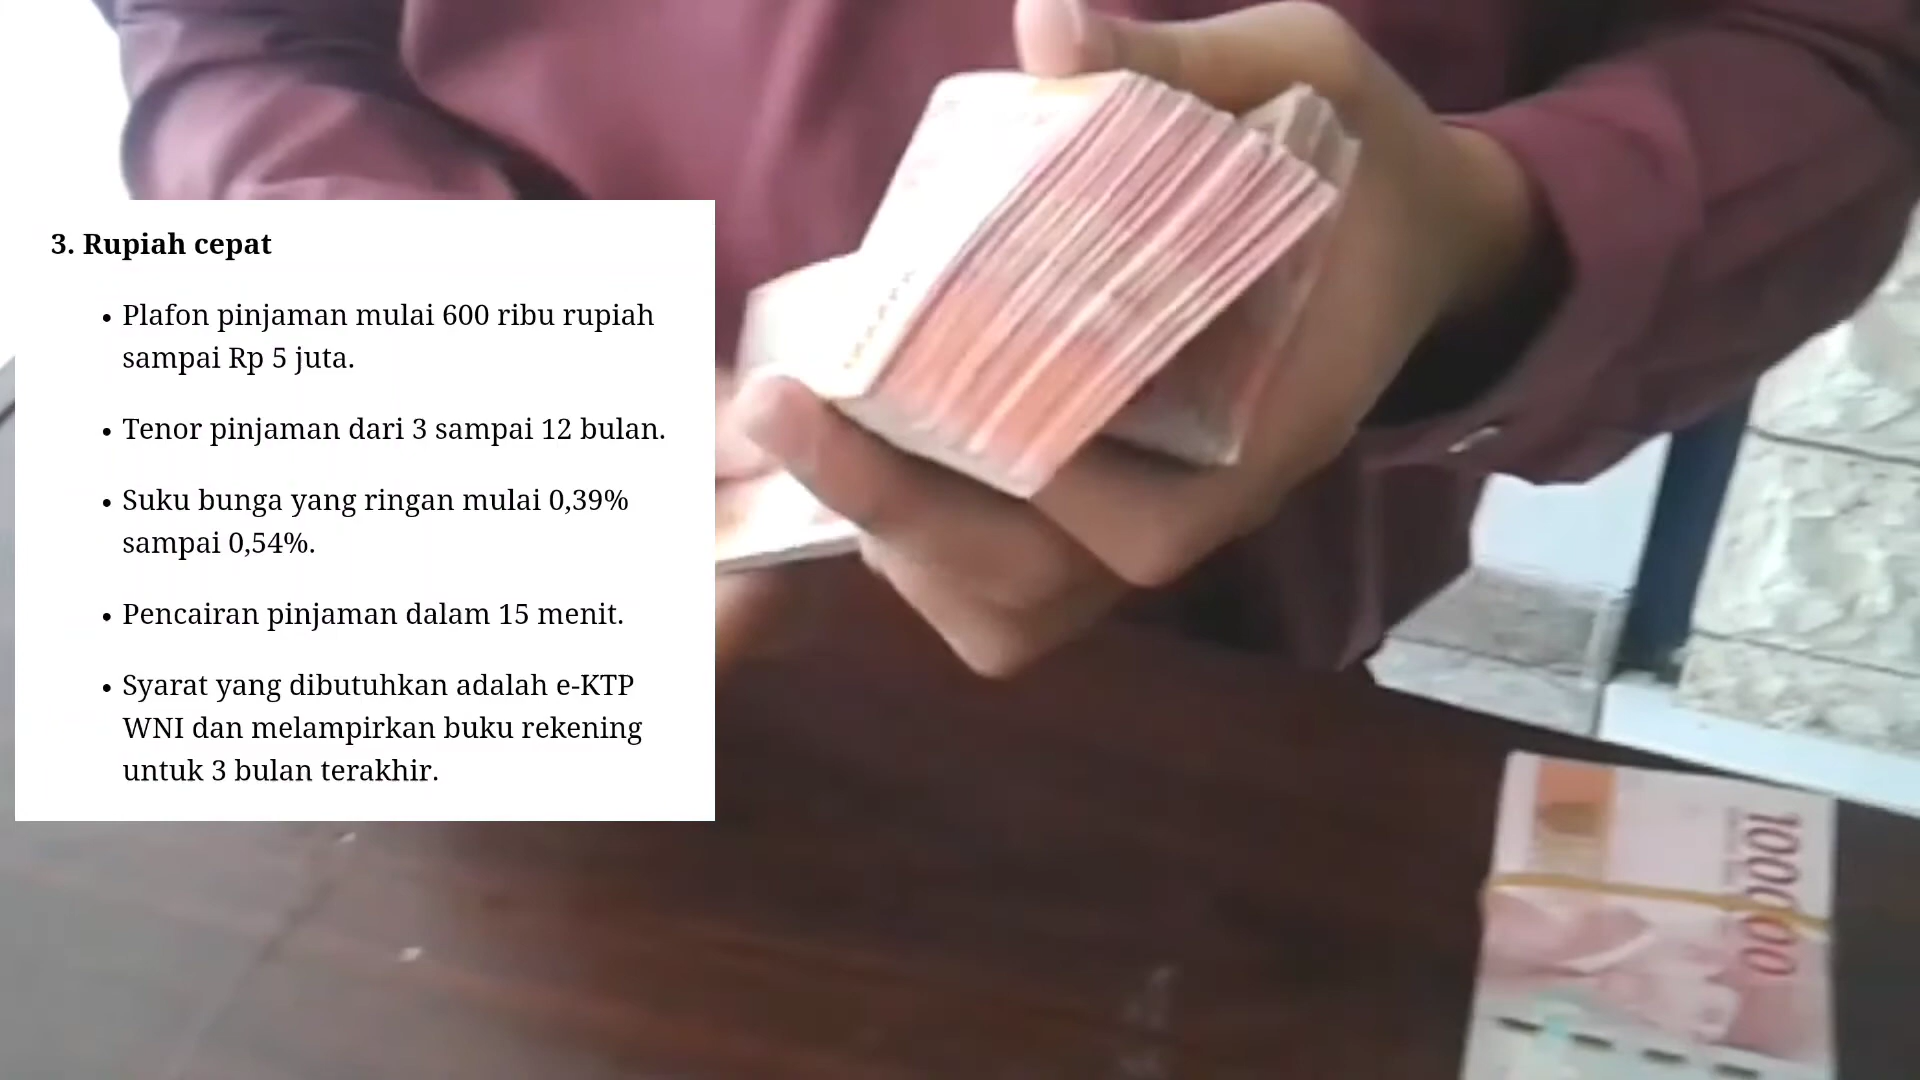 3. Rupiah cepat
• Plafon pinjaman mulai 600 ribu rupiah
sampai Rp 5 juta.
• Tenor pinjaman dari 3 sampai 12 bulan.
• Suku bunga yang ringan mulai 0,39%
sampai 0,54%.
• Pencairan pinjaman dalam 15 menit.
• Syarat yang dibutuhkan adalah e-KTP
WNI dan melampirkan buku rekening
untuk 3 bulan terakhir.
100000